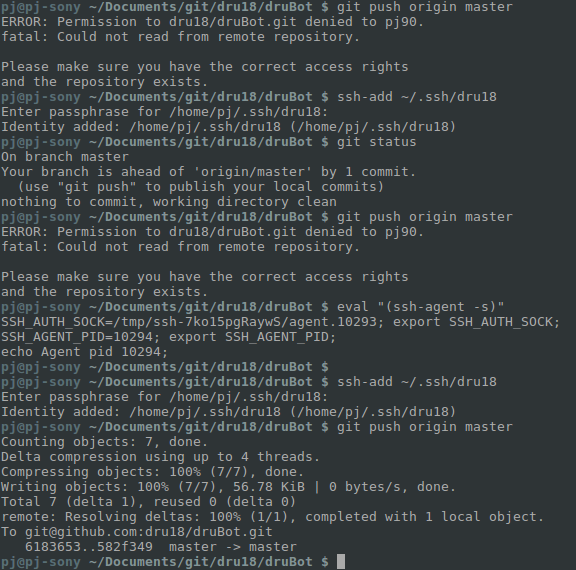 pj@pj-sony ~/Documents/git/dru18/druBot $ git push origin master
ERROR: Permission to dru18/druBot.git denied to pj90.
fatal: Could not read from remote repository.

Please make sure you have the correct access rights
and the repository exists.
pj@pj-sony ~/Documents/git/dru18/druBot $ ssh-add ~/.ssh/dru18
Enter passphrase for /home/pj/.ssh/dru18:
Identity added: /home/pj/.ssh/dru18 (/home/pj/.ssh/dru18)
pj@pj-sony ~/Documents/git/dru18/druBot $ git status
On branch master
Your branch is ahead of 'origin/master' by 1 commit.
  (use "git push" to publish your local commits)
nothing to commit, working directory clean
pj@pj-sony ~/Documents/git/dru18/druBot $ git push origin master
ERROR: Permission to dru18/druBot.git denied to pj90.
fatal: Could not read from remote repository.

Please make sure you have the correct access rights
and the repository exists.
pj@pj-sony ~/Documents/git/dru18/druBot $ eval "(ssh-agent -s)"
SSH_AUTH_SOCK=/tmp/ssh-7ko15pgRaywS/agent.10293; export SSH_AUTH_SOCK;
SSH_AGENT_PID=10294; export SSH_AGENT_PID;
echo Agent pid 10294;
pj@pj-sony ~/Documents/git/dru18/druBot $
pj@pj-sony ~/Documents/git/dru18/druBot $ ssh-add ~/.ssh/dru18
Enter passphrase for /home/pj/.ssh/dru18:
Identity added: /home/pj/.ssh/dru18 (/home/pj/.ssh/dru18)
pj@pj-sony ~/Documents/git/dru18/druBot $ git push origin master
Counting objects: 7, done.
Delta compression using up to 4 threads.
Compressing objects: 100% (7/7), done.
Writing objects: 100% (7/7), 56.78 KiB | 0 bytes/s, done.
Total 7 (delta 1), reused 0 (delta 0)
remote: Resolving deltas: 100% (1/1), completed with 1 local object.
To git@github.com:dru18/druBot.git
   6183653..582f349  master -> master
pj@pj-sony ~/Documents/git/dru18/druBot $